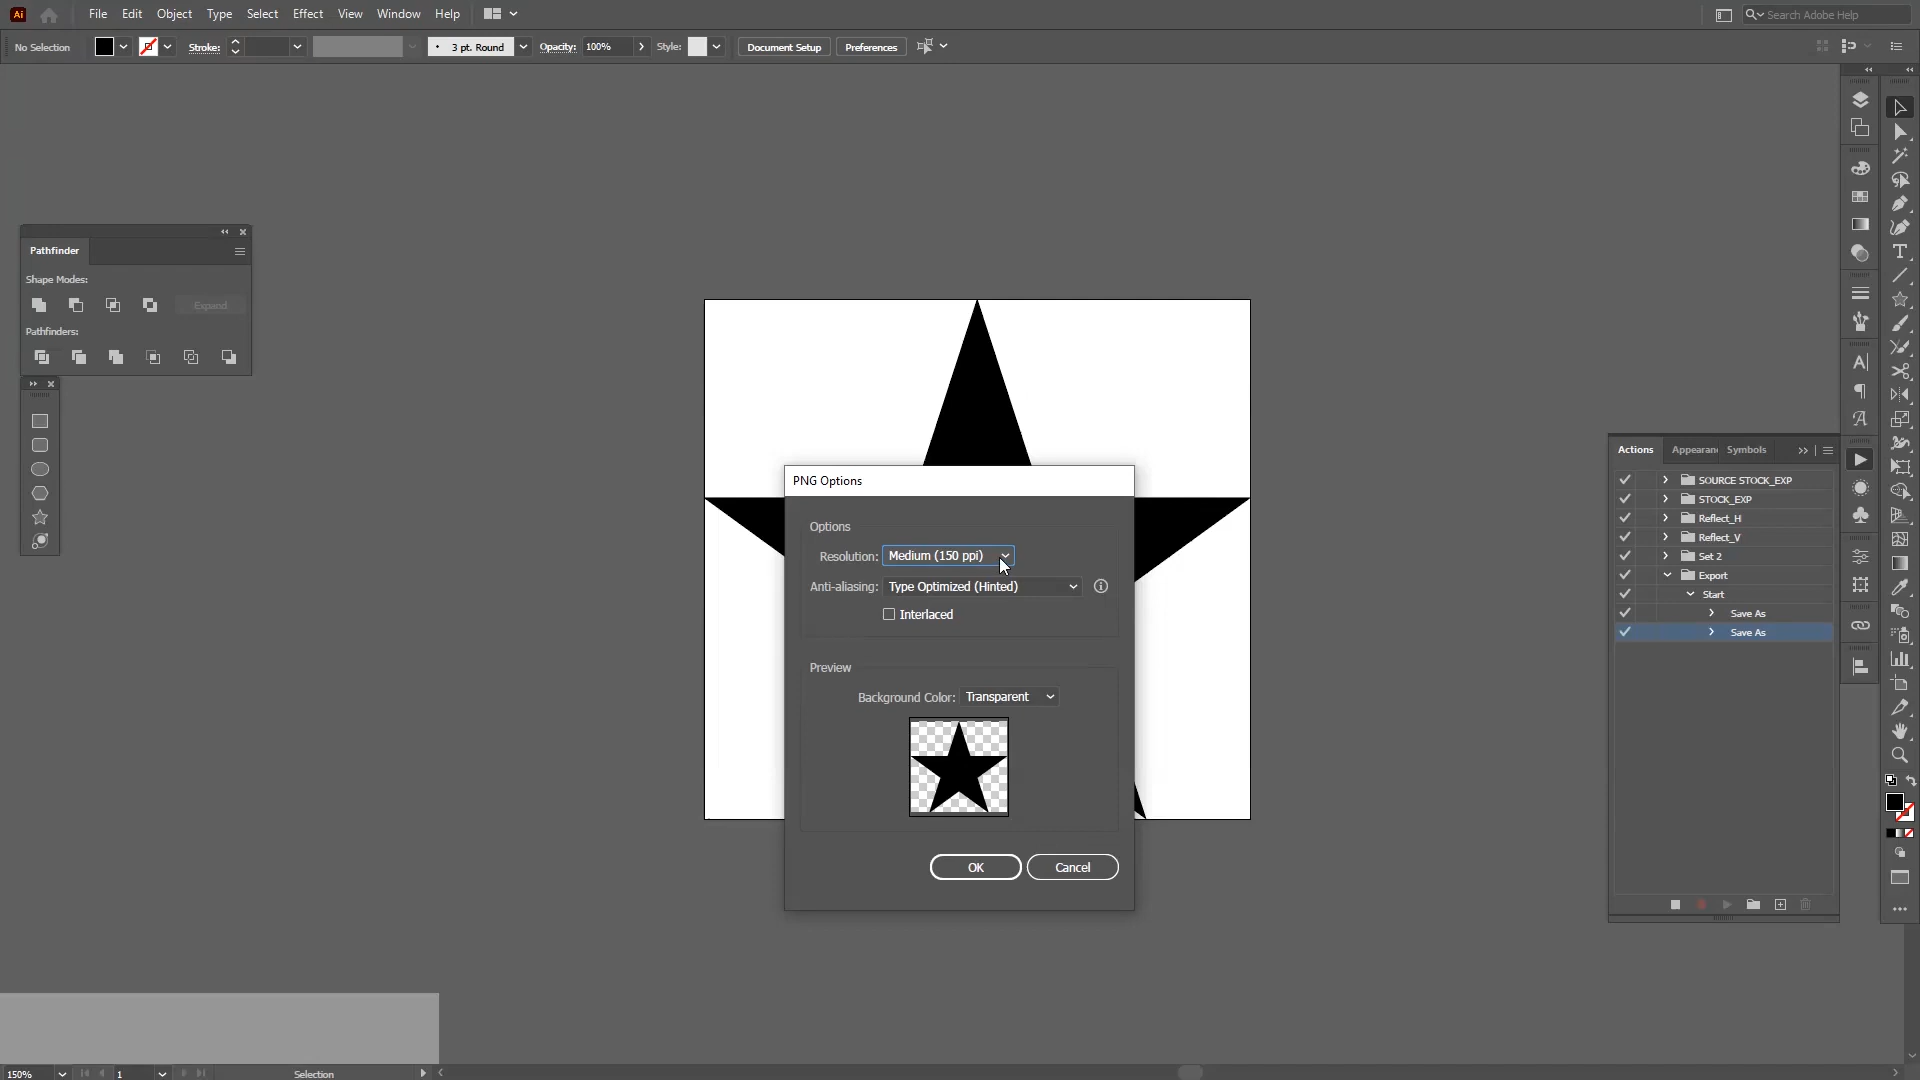 Ai File Edit Object Type Select Effect View Window Help Search Adobe Help
No Selection Stroke: 3 pt. Round Opacity: 100% Style: Document Setup Preferences
Pathfinder
Shape Modes:
Expand
Pathfinders:
PNG Options
Options
Resolution: Medium (150 ppi)
Anti-aliasing: Type Optimized (Hinted)
Interlaced
Preview
Background Color: Transparent
OK Cancel
Actions Appearanc Symbols
SOURCE STOCK_EXP
STOCK_EXP
Reflect_H
Reflect_V
Set 2
Export
Start
Save As
Save As
150% 1 Selection